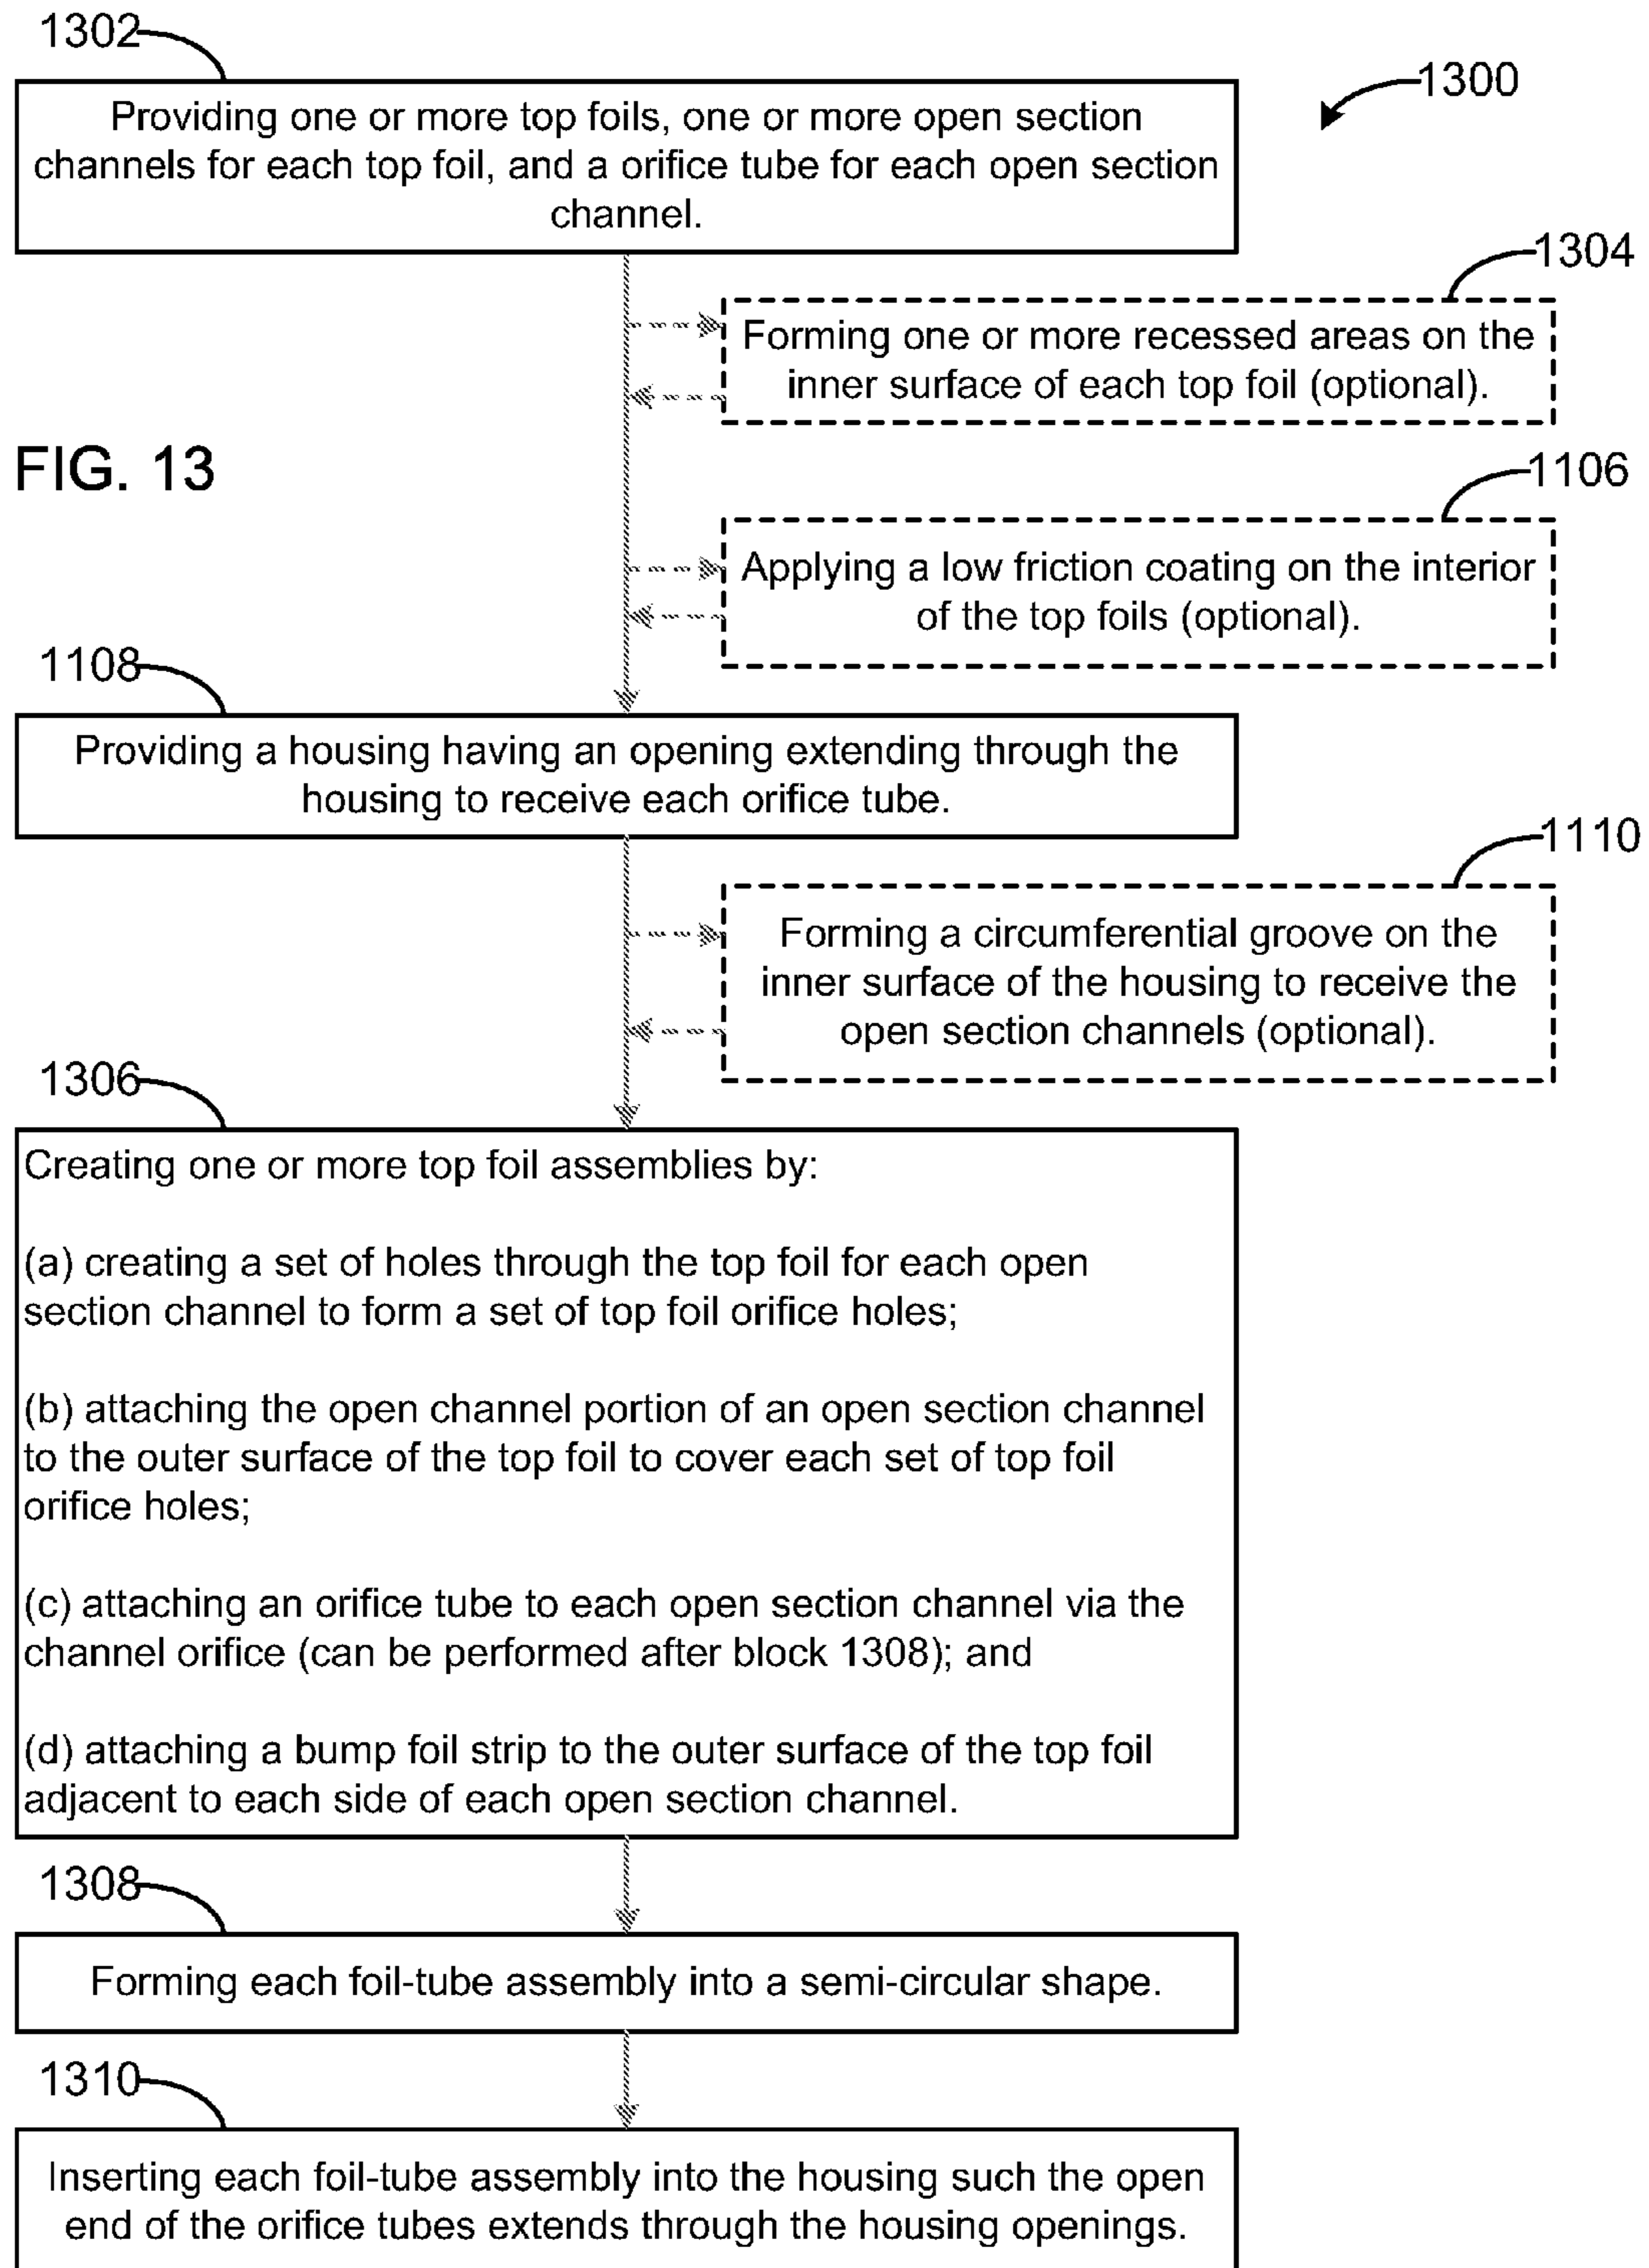 1302
1300
Providing one or more top foils, one or more open section
channels for each top foil, and a orifice tube for each open section
channel.
1304
Forming one or more recessed areas on the
inner surface of each top foil (optional).
FIG. 13
1106
Applying a low friction coating on the interior
of the top foils (optional).
1108
Providing a housing having an opening extending through the
housing to receive each orifice tube.
1110
Forming a circumferential groove on the
inner surface of the housing to receive the
open section channels (optional).
1306
Creating one or more top foil assemblies by:
(a) creating a set of holes through the top foil for each open
section channel to form a set of top foil orifice holes;
(b) attaching the open channel portion of an open section channel
to the outer surface of the top foil to cover each set of top foil
orifice holes;
(c) attaching an orifice tube to each open section channel via the
channel orifice (can be performed after block 1308); and
(d) attaching a bump foil strip to the outer surface of the top foil
adjacent to each side of each open section channel.
1308
Forming each foil-tube assembly into a semi-circular shape.
1310
Inserting each foil-tube assembly into the housing such the open
end of the orifice tubes extends through the housing openings.